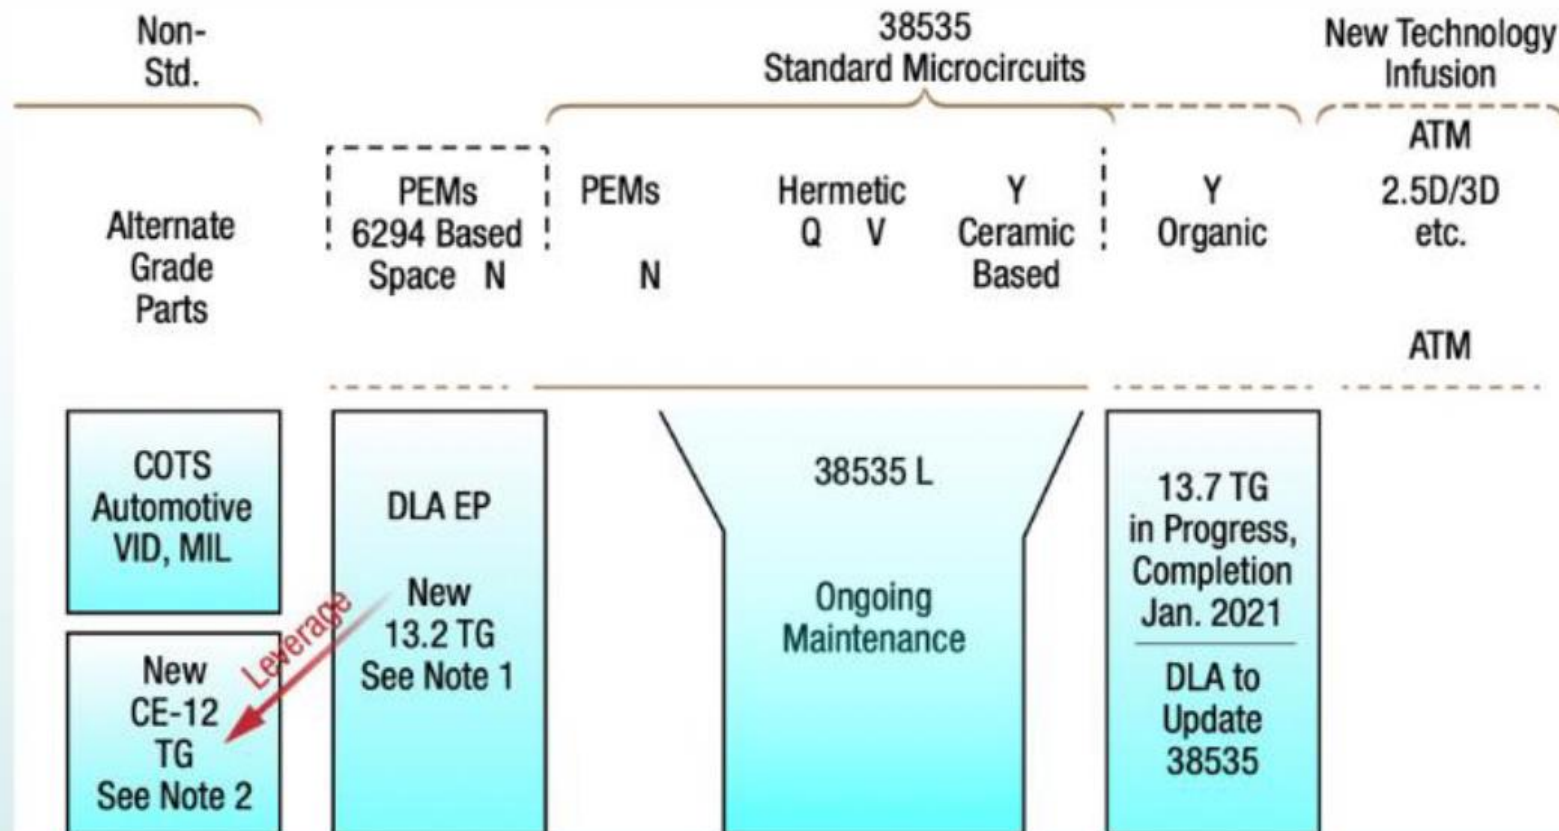 Non-
Std.
38535
Standard Microcircuits
New Technology
Infusion
Alternate
Grade
Parts
PEMs
6294 Based
Space N
PEMs
N
Hermetic
Q V
Y
Ceramic
Based
Y
Organic
ATM
2.5D/3D
etc.
ATM
COTS
Automotive
VID, MIL
New
CE-12
TG
See Note 2
Leverage
DLA EP
New
13.2 TG
See Note 1
38535 L
Ongoing
Maintenance
13.7 TG
in Progress,
Completion
Jan. 2021
DLA to
Update
38535